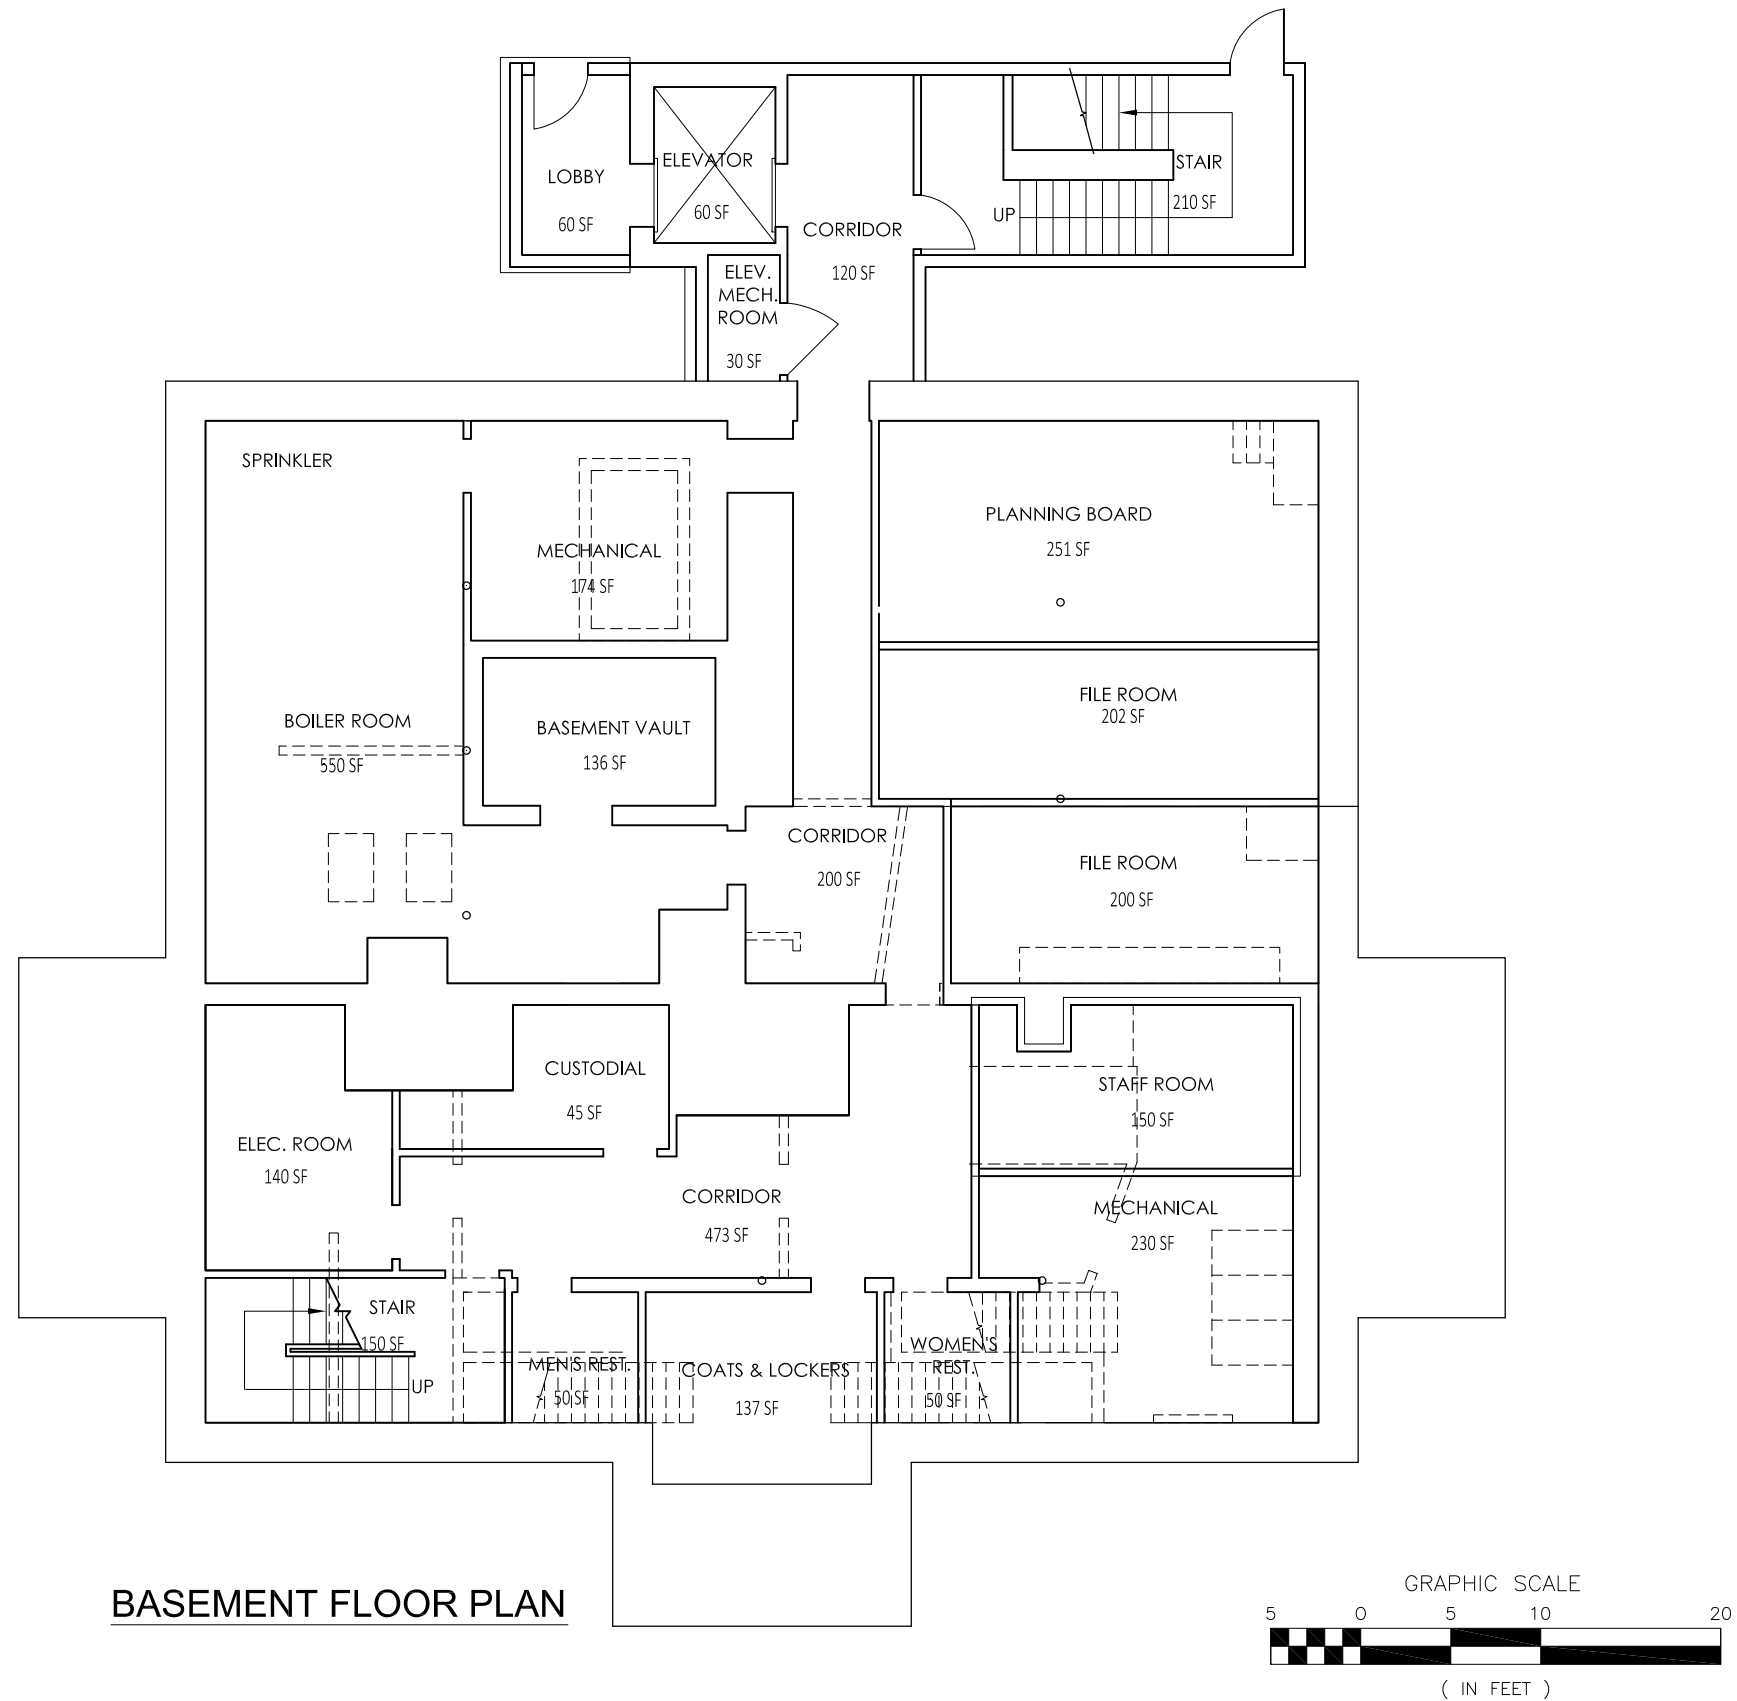 LOBBY
60 SF
ELEVATOR
60 SF
CORRIDOR
120 SF
STAIR
210 SF
UP
ELEV.
MECH.
ROOM
30 SF
SPRINKLER
MECHANICAL
174 SF
PLANNING BOARD
251 SF
BOILER ROOM
550 SF
BASEMENT VAULT
136 SF
FILE ROOM
202 SF
CORRIDOR
200 SF
FILE ROOM
200 SF
CUSTODIAL
45 SF
STAFF ROOM
150 SF
ELEC. ROOM
140 SF
CORRIDOR
473 SF
MECHANICAL
230 SF
STAIR
150 SF
UP
MEN'S REST.
50 SF
COATS & LOCKERS
137 SF
WOMEN'S
REST.
50 SF
BASEMENT FLOOR PLAN
GRAPHIC SCALE
5 0 5 10 20
( IN FEET )